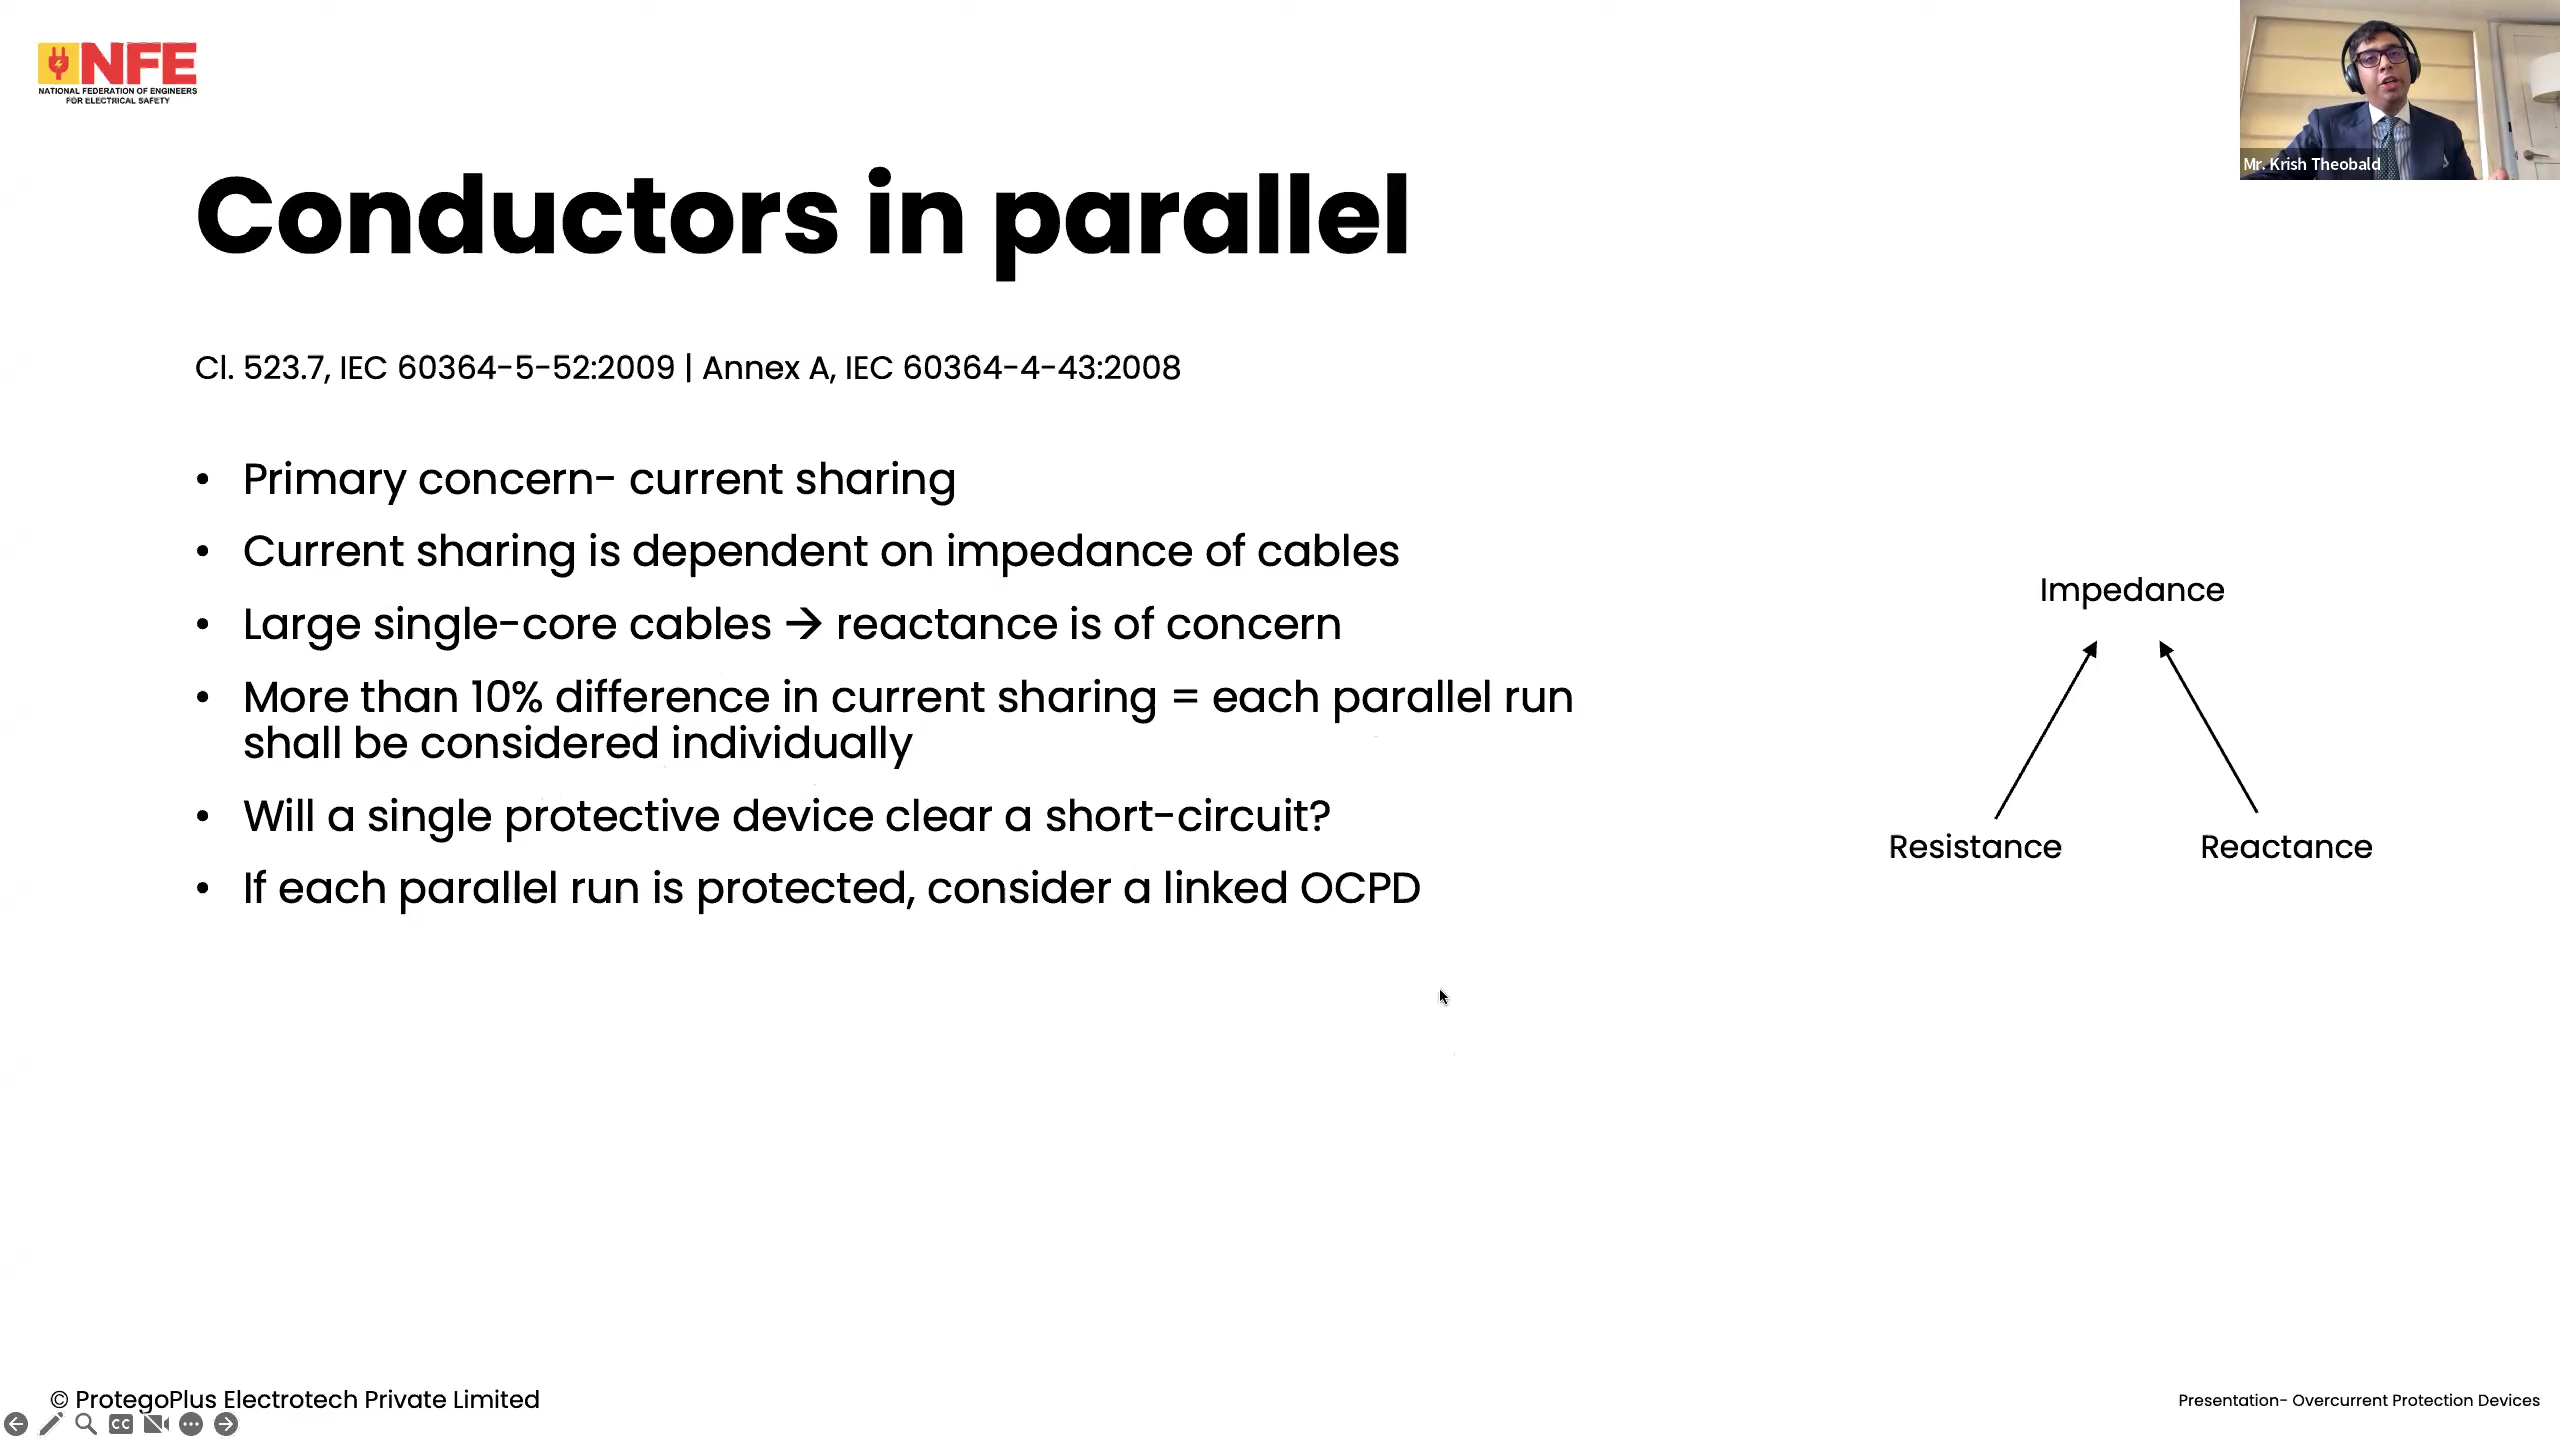 NFE
NATIONAL FEDERATION OF ENGINEERS
FOR ELECTRICAL SAFETY
Mr. Krish Theobald
Conductors in parallel
Cl. 523.7, IEC 60364-5-52:2009 | Annex A, IEC 60364-4-43:2008
• Primary concern- current sharing
• Current sharing is dependent on impedance of cables
• Large single-core cables → reactance is of concern
• More than 10% difference in current sharing = each parallel run
shall be considered individually
• Will a single protective device clear a short-circuit?
• If each parallel run is protected, consider a linked OCPD
Impedance
Resistance
Reactance
© ProtegoPlus Electrotech Private Limited
CC
Presentation- Overcurrent Protection Devices